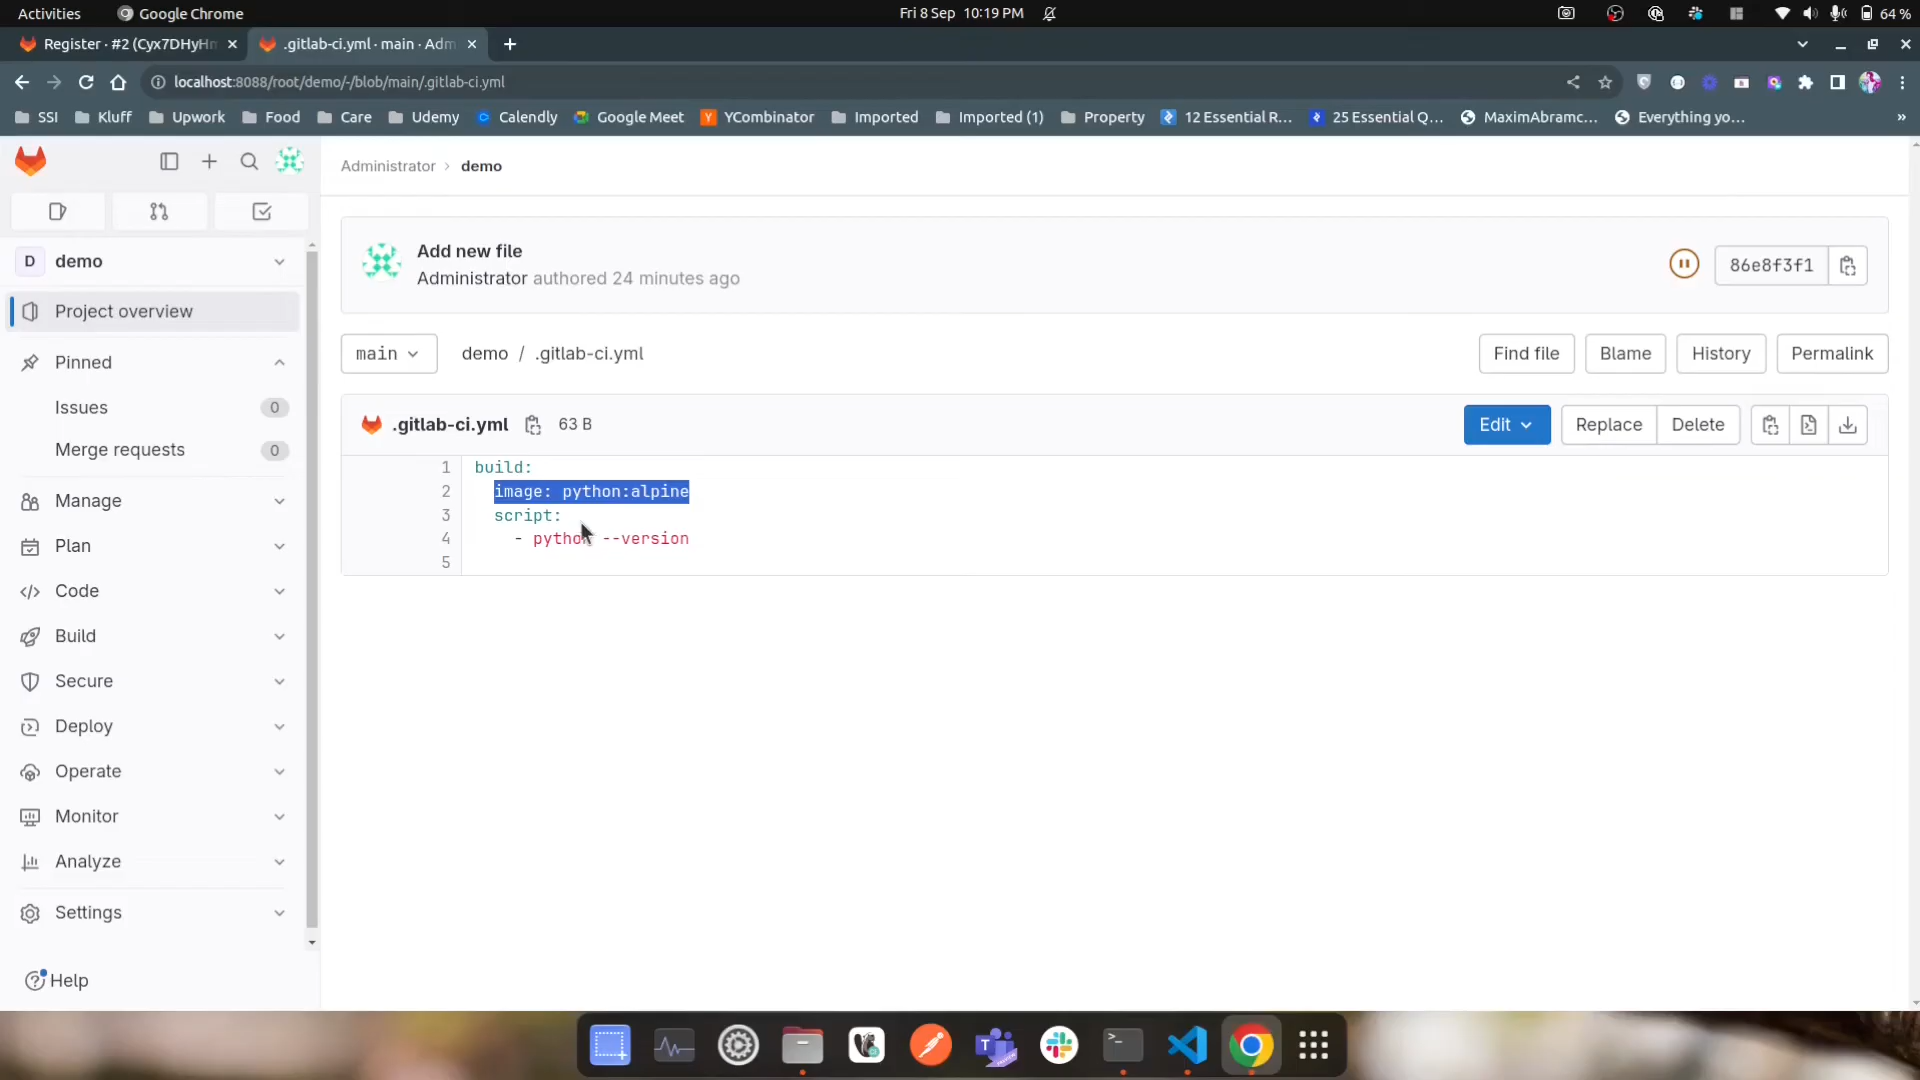 Activities
Google Chrome
Fri 8 Sep 10:19 PM
64 %
Register · #2 (Cyx7DHyH
.gitlab-ci.yml · main · Adm
localhost:8088/root/demo/-/blob/main/.gitlab-ci.yml
SSI
Kluff
Upwork
Food
Care
Udemy
Calendly
Google Meet
YCombinator
Imported
Imported (1)
Property
12 Essential R...
25 Essential Q...
MaximAbramc...
Everything yo...
»
Administrator › demo
D demo
Project overview
Pinned
Issues 0
Merge requests 0
Manage
Plan
Code
Build
Secure
Deploy
Operate
Monitor
Analyze
Settings
Help
Add new file
Administrator authored 24 minutes ago
86e8f3f1
main
demo / .gitlab-ci.yml
Find file
Blame
History
Permalink
.gitlab-ci.yml 63 B
Edit
Replace
Delete
1 build:
2 image: python:alpine
3 script:
4 - python --version
5